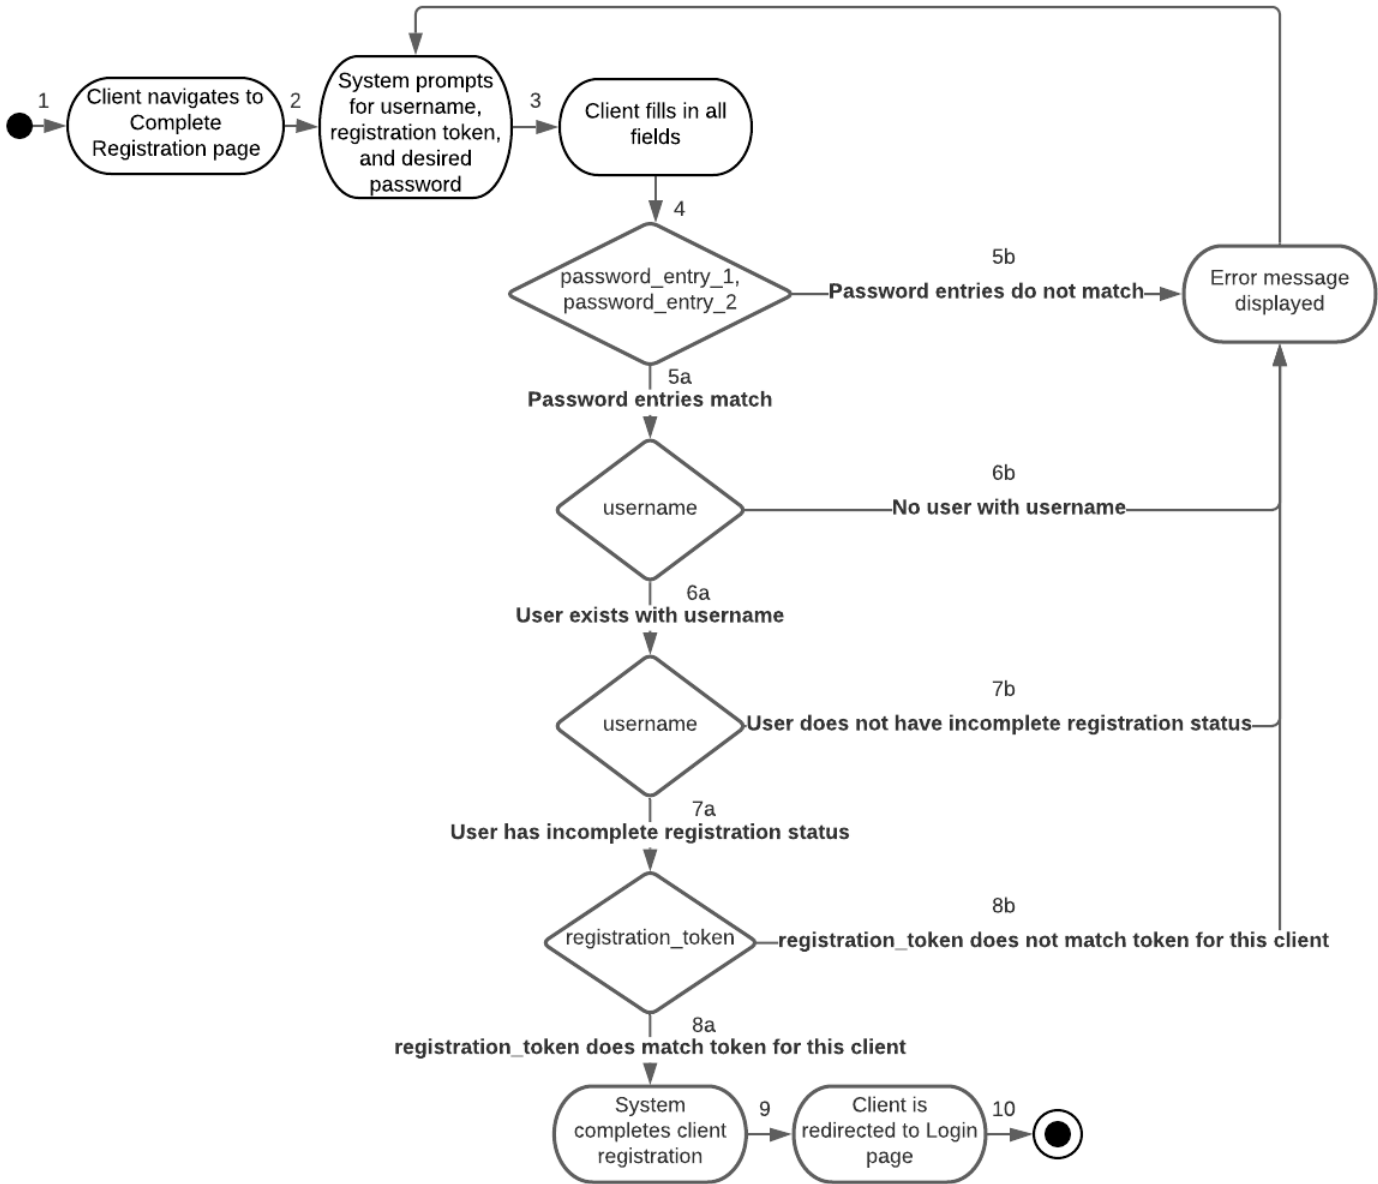 1
Client navigates to
Complete
Registration page
2
System prompts
for username,
registration token,
and desired
password
3
Client fills in all
fields
4
password_entry_1,
password_entry_2
5b
Password entries do not match
Error message
displayed
5a
Password entries match
username
6b
No user with username
6a
User exists with username
username
7b
User does not have incomplete registration status
7a
User has incomplete registration status
registration_token
8b
registration_token does not match token for this client
8a
registration_token does match token for this client
System
completes client
registration
9
Client is
redirected to Login
page
10